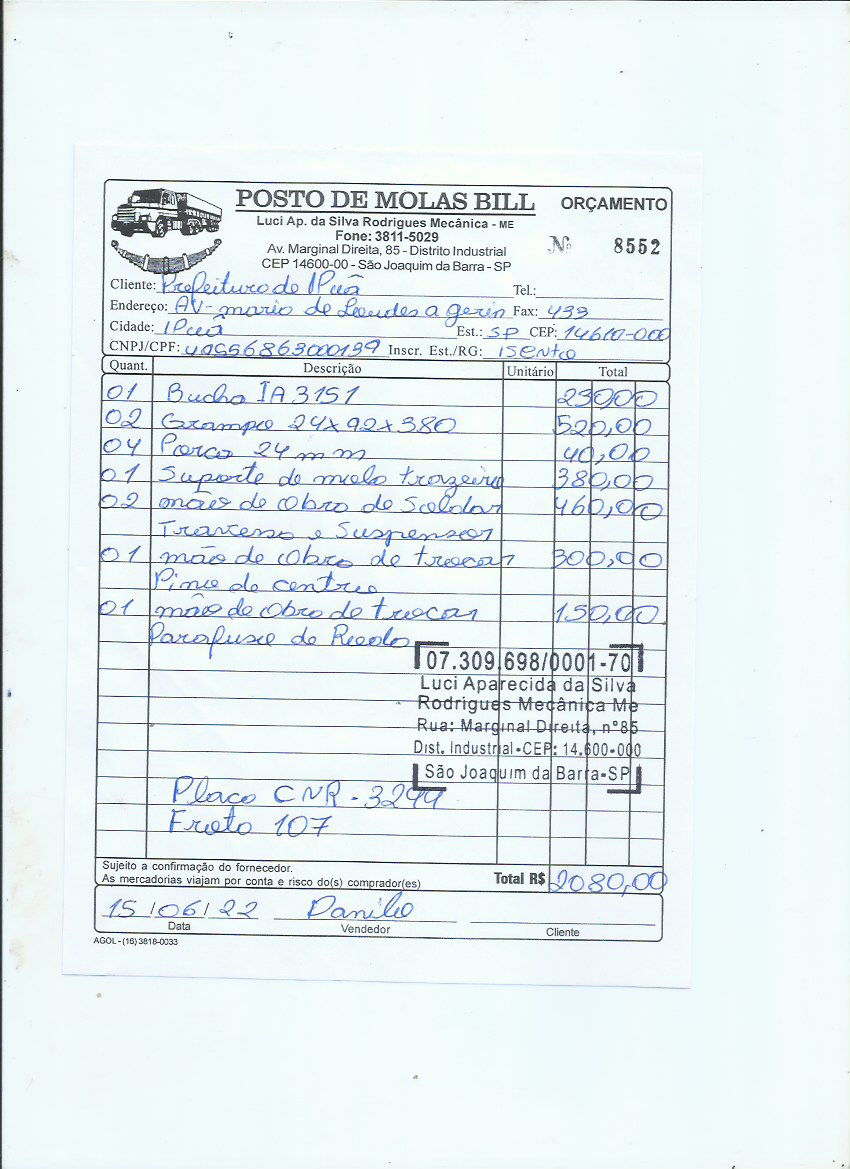 POSTO DE MOLAS BILL ORÇAMENTO
Luci Ap. da Silva Rodrigues Mecânica - ME
Fone: 3811-5029
Av. Marginal Direita, 85 - Distrito Industrial
CEP 14600-00 - São Joaquim da Barra - SP
Nº 8552
Cliente: Prefeitura de IPuã Tel.:
Endereço: AV- maria de Lourdes a gerin Fax: 433
Cidade: IPuã Est.: SP CEP: 14610-000
CNPJ/CPF: Inscr. Est./RG: isento
Quant. Descrição Unitário Total
01 Bucha IA 3151 230,00
02 Grampo 24x92x380 520,00
04 Porca 24 mm 40,00
01 Suporte de mola trazeiro 380,00
02 mão de obra de Soldar 460,00
Travessa e Suspensor
01 mão de obra de trocar 300,00
Pino de centro
01 mão de obra de trocar 150,00
Parafuso de Roda
07.309.698/0001-70
Luci Aparecida da Silva
Rodrigues Mecânica Me
Rua: Marginal Direita, nº 85
Dist. Industrial-CEP: 14.600-000
São Joaquim da Barra-SP
Placa CNR - 3299
Frota 107
Sujeito a confirmação do fornecedor.
As mercadorias viajam por conta e risco do(s) comprador(es)
Total R$ 2080,00
15/06/22 Danilo
Data Vendedor Cliente
AGOL - (16) 3818-0033